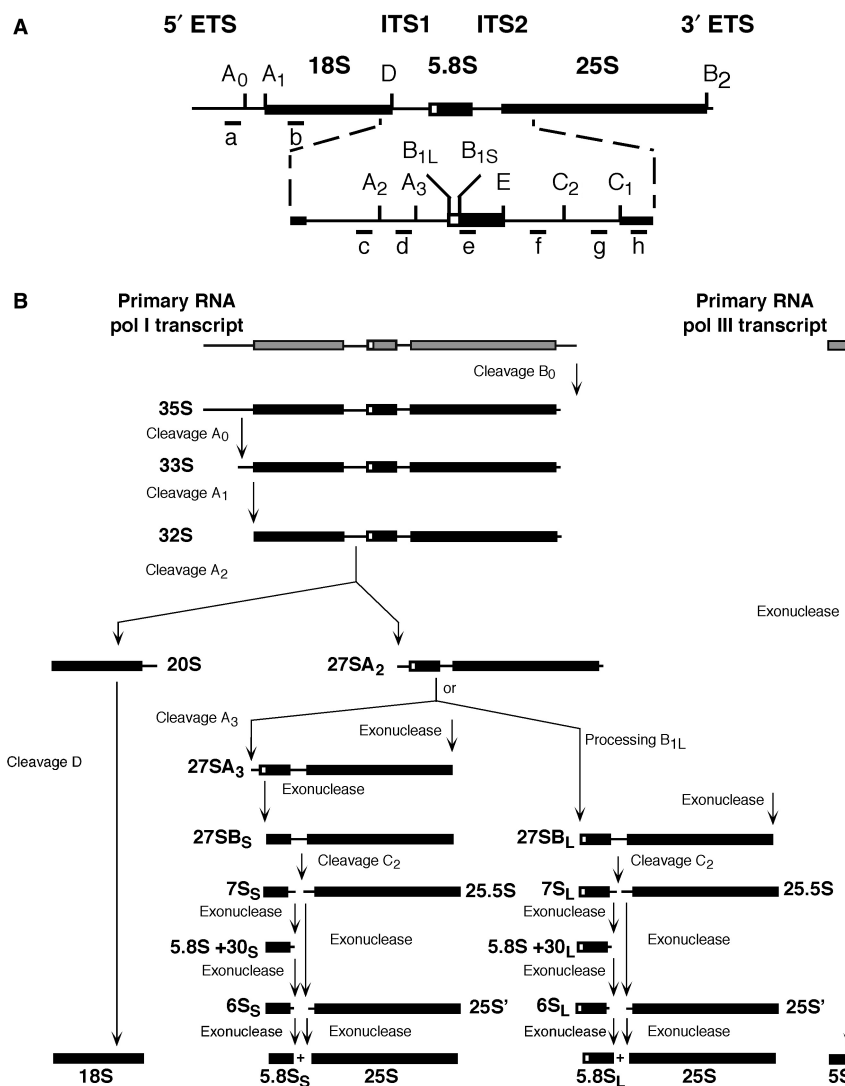 A
5′ ETS ITS1 ITS2 3′ ETS
18S 5.8S 25S
A0 A1 D B2
a b
B1L B1S
A2 A3 E C2 C1
c d e f g h
B
Primary RNA
pol I transcript
Primary RNA
pol III transcript
Cleavage B0
35S
Cleavage A0
33S
Cleavage A1
32S
Cleavage A2
Exonuclease
20S 27SA2
or
Cleavage A3 Exonuclease Processing B1L
Cleavage D
27SA3
Exonuclease Exonuclease
27SBS 27SBL
Cleavage C2 Cleavage C2
7SS 25.5S 7SL 25.5S
Exonuclease Exonuclease
5.8S +30S Exonuclease 5.8S +30L Exonuclease
Exonuclease Exonuclease
6SS 25S' 6SL 25S'
Exonuclease Exonuclease Exonuclease Exonuclease
+ +
18S 5.8SS 25S 5.8SL 25S 5S